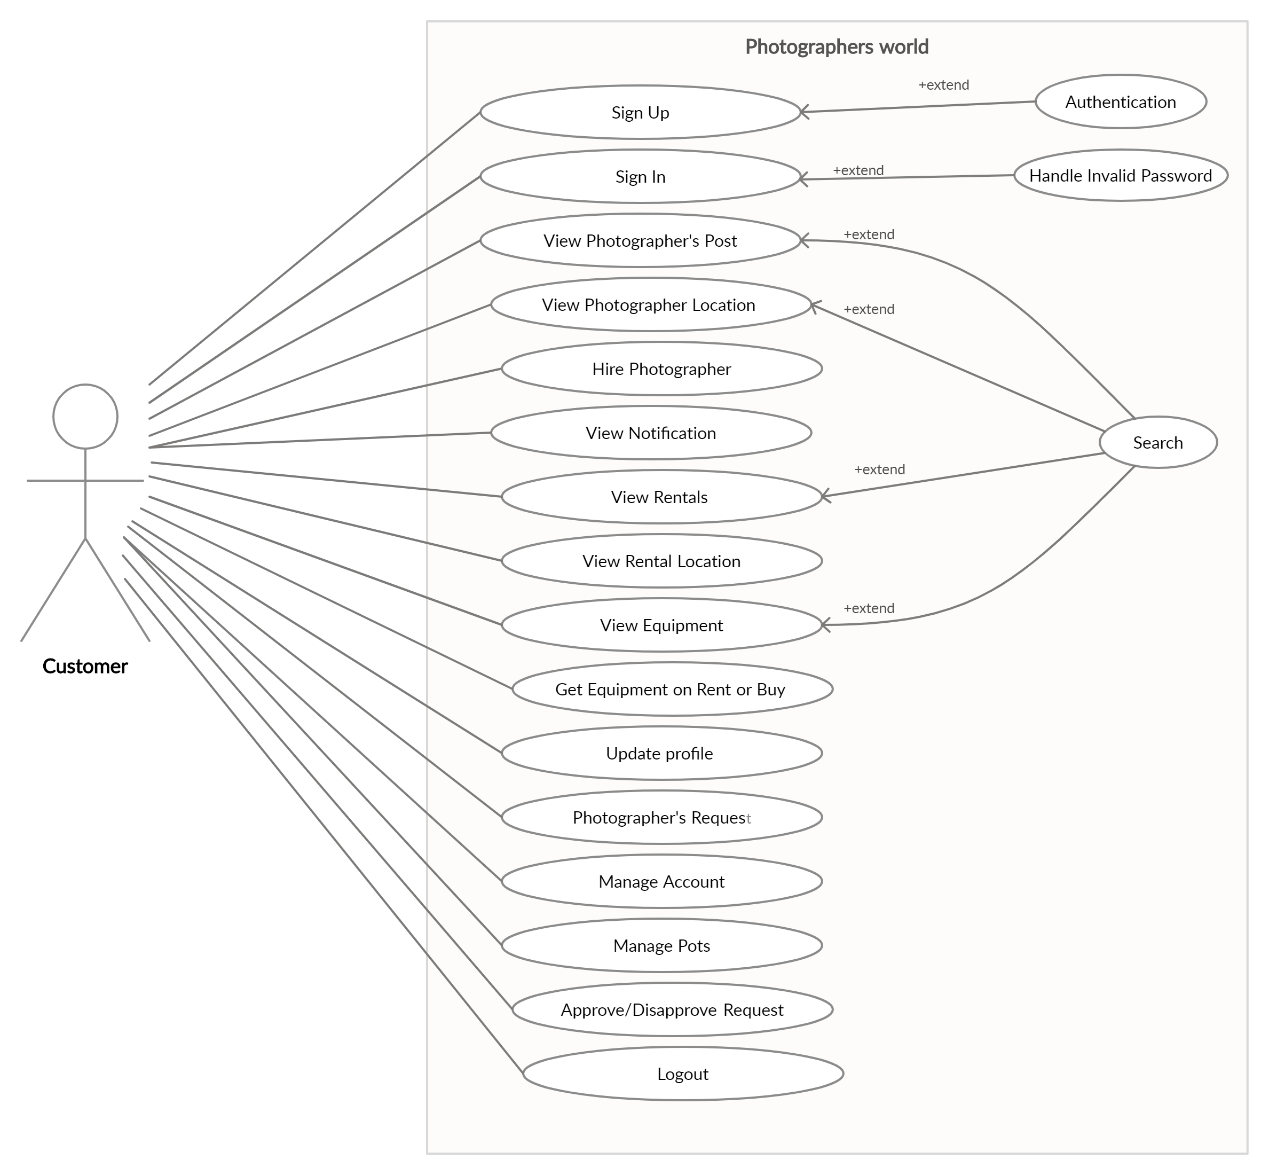 Photographers world
Sign Up
+extend
Authentication
Sign In
+extend
Handle Invalid Password
View Photographer's Post
+extend
View Photographer Location
+extend
Hire Photographer
View Notification
Search
View Rentals
+extend
View Rental Location
View Equipment
+extend
Customer
Get Equipment on Rent or Buy
Update profile
Photographer's Request
Manage Account
Manage Pots
Approve/Disapprove Request
Logout